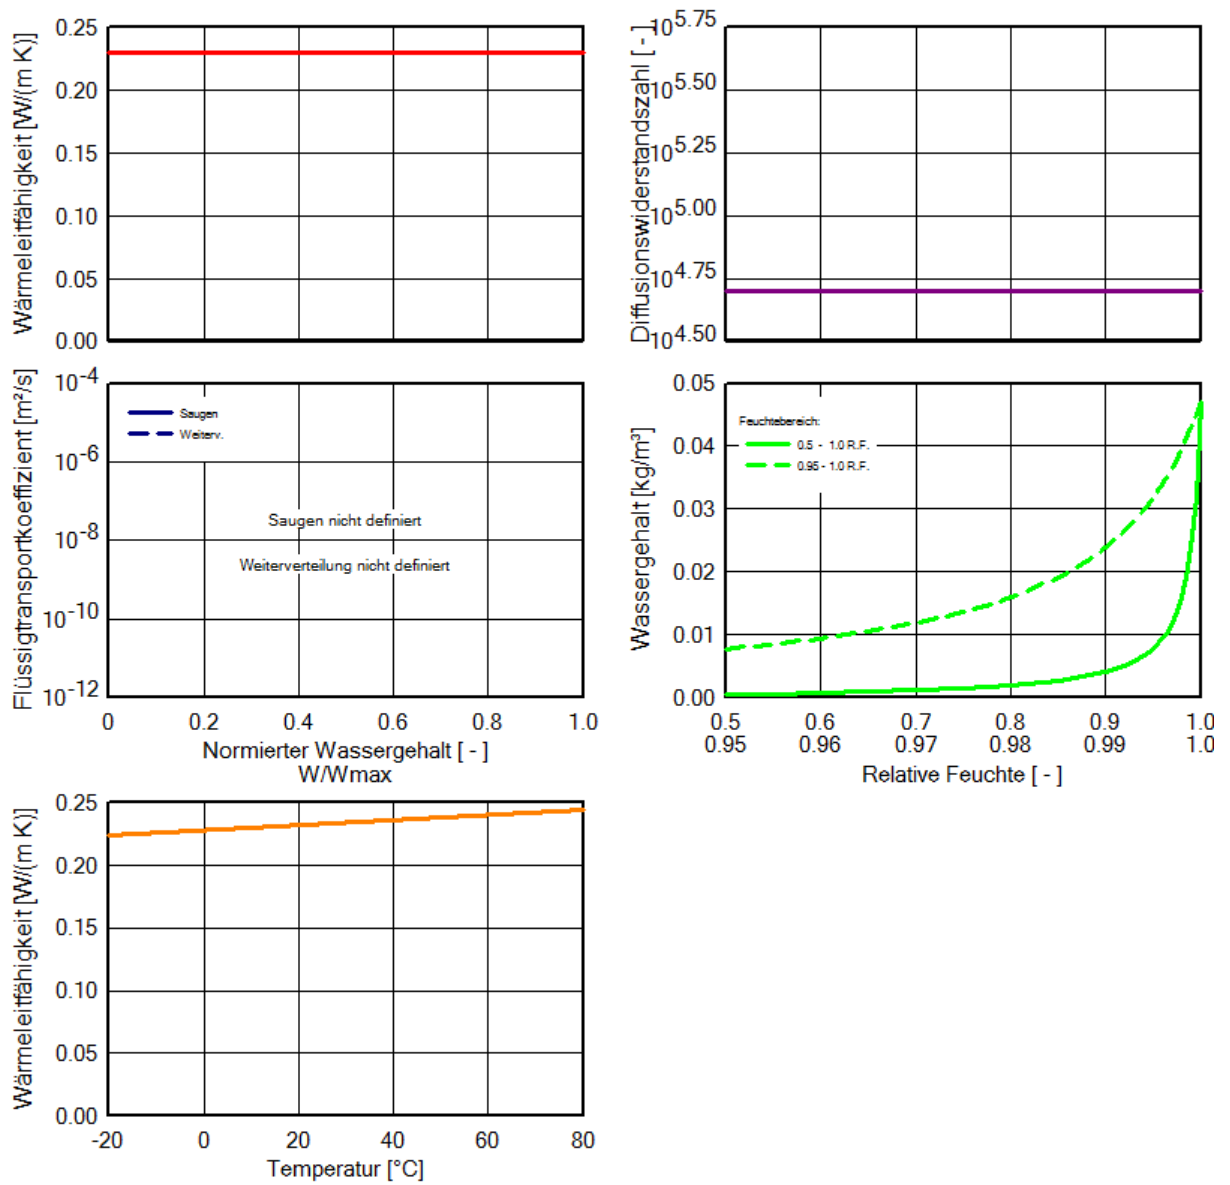 Wärmeleitfähigkeit [W/(m K)]
0.25
0.20
0.15
0.10
0.05
0.00
Diffusionswiderstandszahl [ - ]
10^5.75
10^5.50
10^5.25
10^5.00
10^4.75
10^4.50
Flüssigtransportkoeffizient [m²/s]
10^-4
10^-6
10^-8
10^-10
10^-12
Saugen
Weiterv.
Saugen nicht definiert
Weiterverteilung nicht definiert
0 0.2 0.4 0.6 0.8 1.0
Normierter Wassergehalt [ - ]
W/Wmax
Wassergehalt [kg/m³]
0.05
0.04
0.03
0.02
0.01
0.00
Feuchtebereich:
0.5 - 1.0 R.F.
0.95 - 1.0 R.F.
0.5 0.6 0.7 0.8 0.9 1.0
0.95 0.96 0.97 0.98 0.99 1.0
Relative Feuchte [ - ]
Wärmeleitfähigkeit [W/(m K)]
0.25
0.20
0.15
0.10
0.05
0.00
-20 0 20 40 60 80
Temperatur [°C]